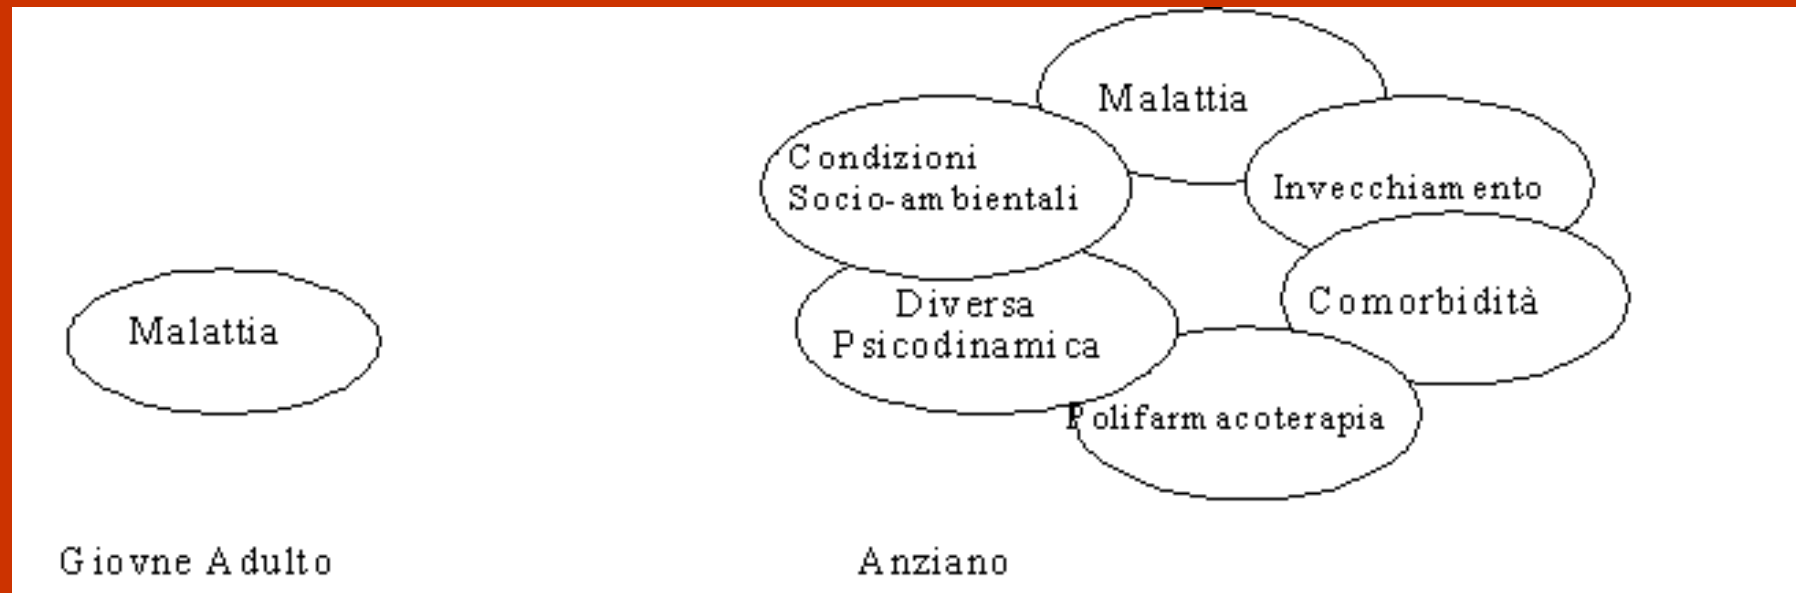 Malattia
Condizioni
Socio-ambientali
Invecchiamento
Comorbidità
Diversa
Psicodinamica
Polifarmacoterapia
Malattia
Giovne Adulto
Anziano